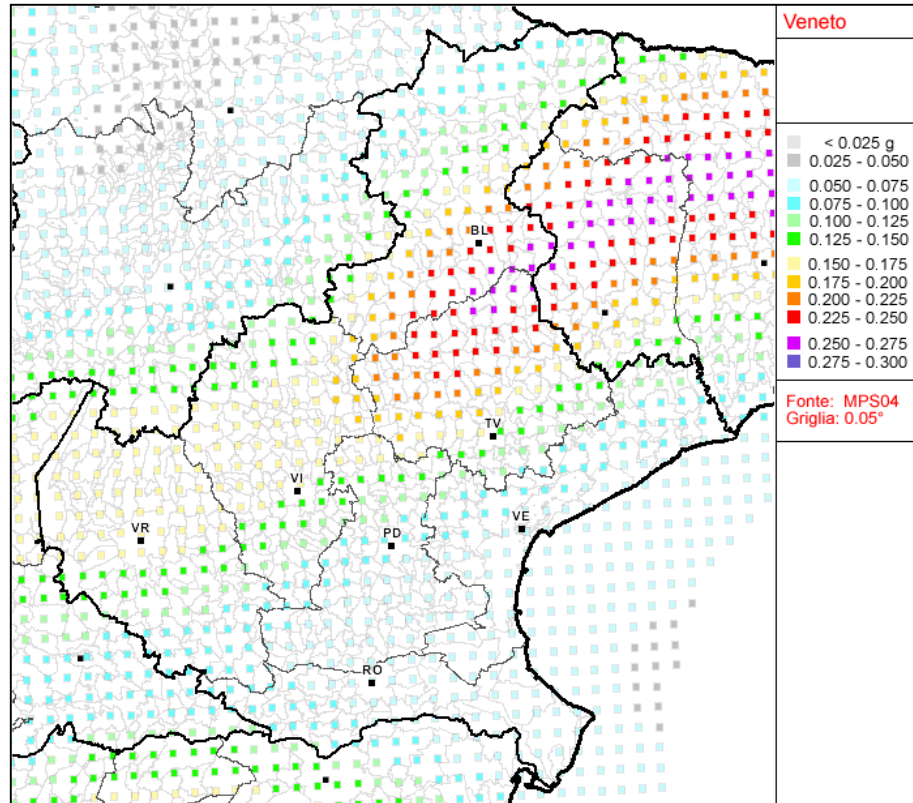 Veneto
< 0.025 g
0.025 - 0.050
0.050 - 0.075
0.075 - 0.100
0.100 - 0.125
0.125 - 0.150
0.150 - 0.175
0.175 - 0.200
0.200 - 0.225
0.225 - 0.250
0.250 - 0.275
0.275 - 0.300
Fonte: MPS04
Griglia: 0.05°
BL
TV
VI
VR
PD
VE
RO